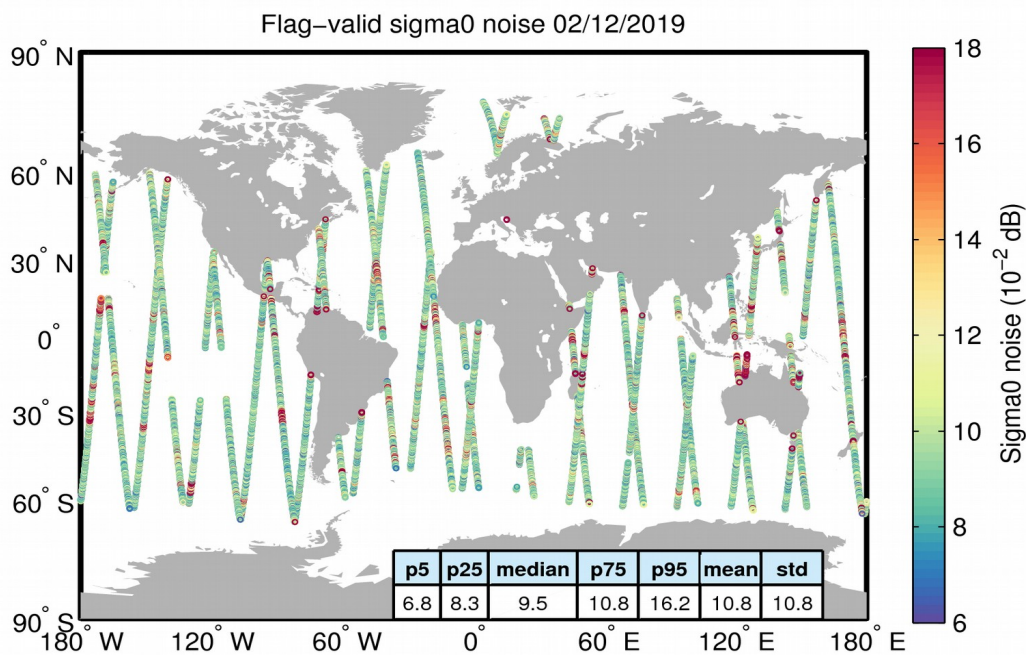 Flag−valid sigma0 noise 02/12/2019
90° N
60° N
30° N
0°
30° S
60° S
90° S
180° W
120° W
60° W
0°
60° E
120° E
180° E
p5 p25 median p75 p95 mean std
6.8 8.3 9.5 10.8 16.2 10.8 10.8
18
16
14
12
10
8
6
Sigma0 noise (10⁻² dB)